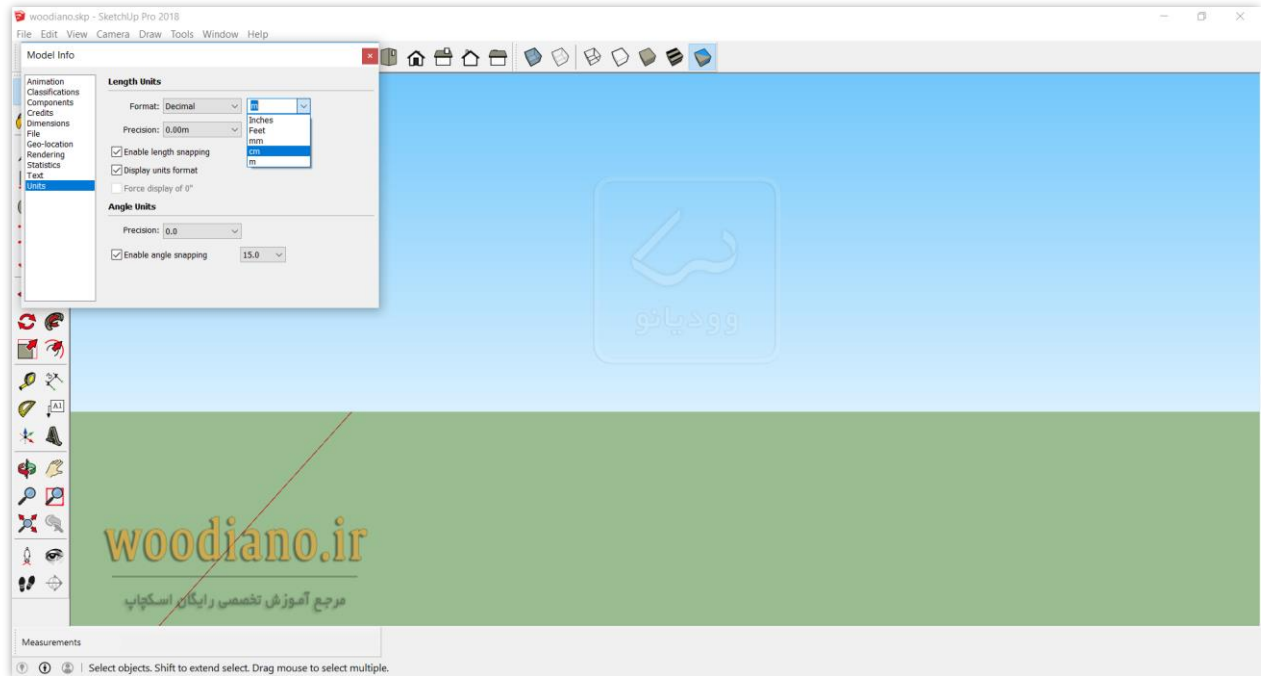 woodiano.skp - SketchUp Pro 2018
File Edit View Camera Draw Tools Window Help
Model Info
Animation
Classifications
Components
Credits
Dimensions
File
Geo-location
Rendering
Statistics
Text
Units
Length Units
Format: Decimal m
Inches
Feet
mm
cm
m
Precision: 0.00m
Enable length snapping
Display units format
Force display of 0"
Angle Units
Precision: 0.0
Enable angle snapping 15.0
A1
وودیانو
woodiano.ir
مرجع آموزش تخصصی رایگان اسکچاپ
Measurements
Select objects. Shift to extend select. Drag mouse to select multiple.